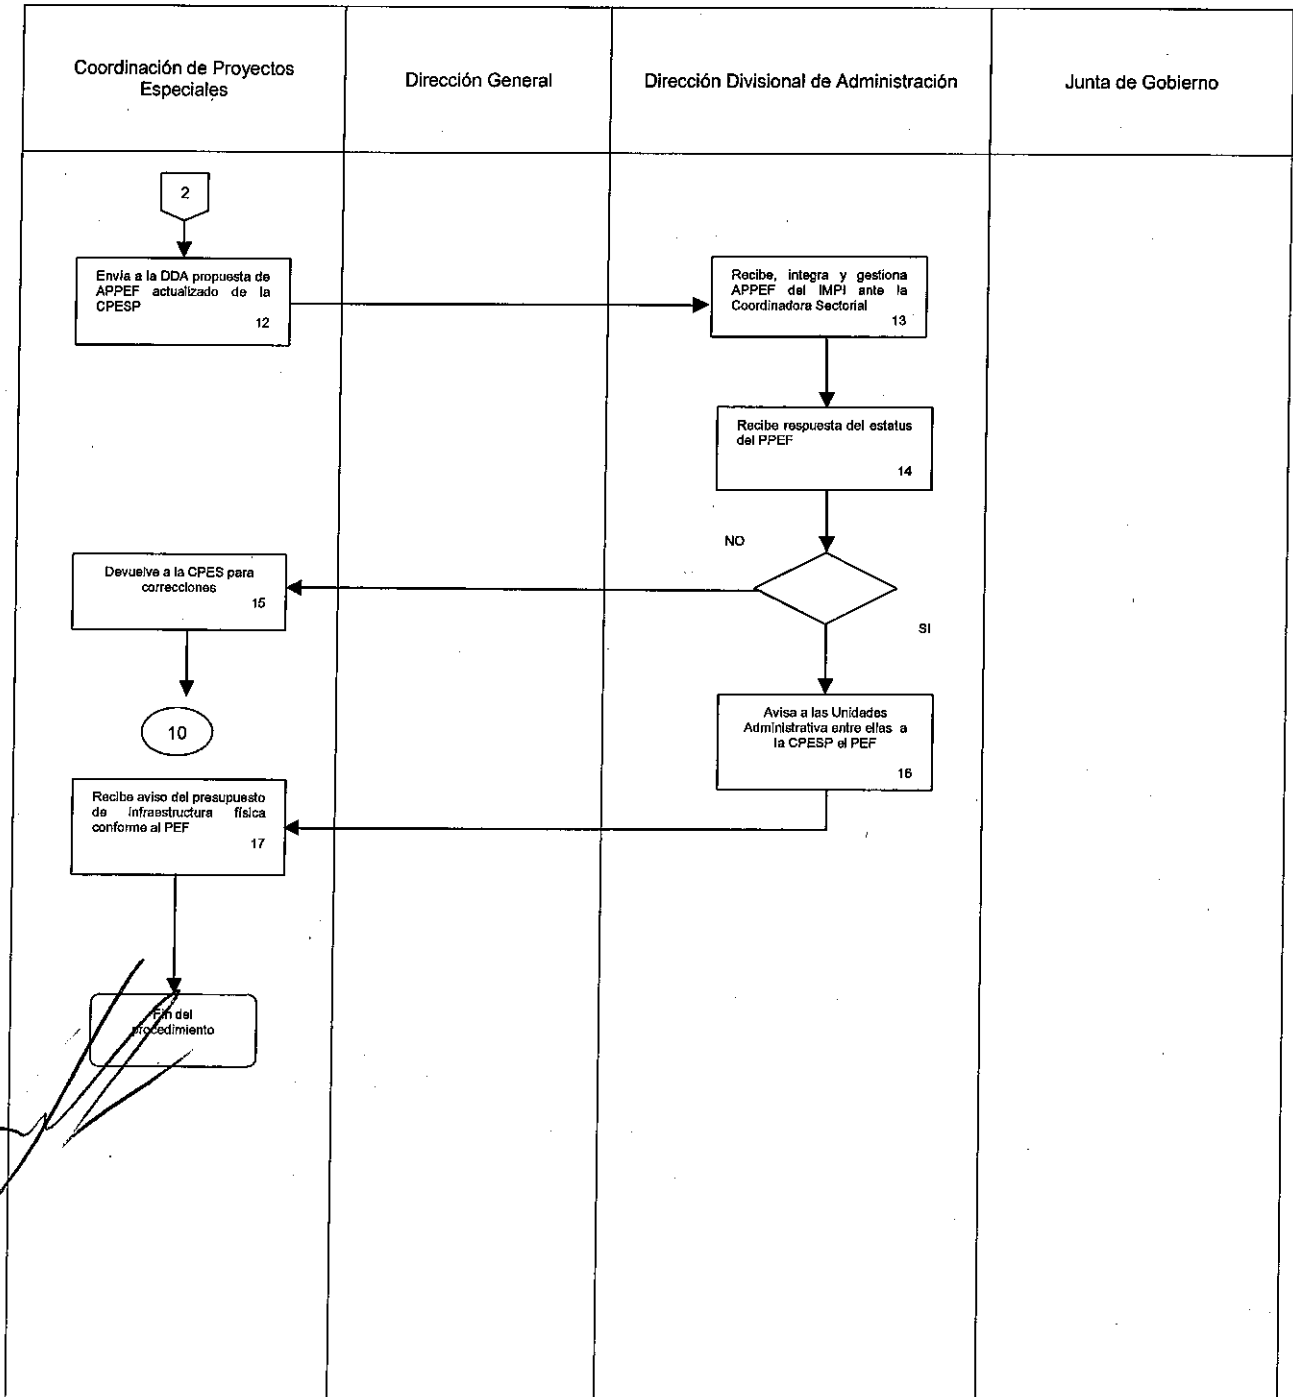 Coordinación de Proyectos
Especiales
Dirección General
Dirección Divisional de Administración
Junta de Gobierno
2
Envía a la DDA propuesta de
APPEF actualizado de la
CPESP
12
Recibe, integra y gestiona
APPEF del IMPI ante la
Coordinadora Sectorial
13
Recibe respuesta del estatus
del PPEF
14
NO
Devuelve a la CPES para
correcciones
15
SI
10
Avisa a las Unidades
Administrativa entre ellas a
la CPESP el PEF
16
Recibe aviso del presupuesto
de infraestructura física
conforme al PEF
17
Fin del
procedimiento